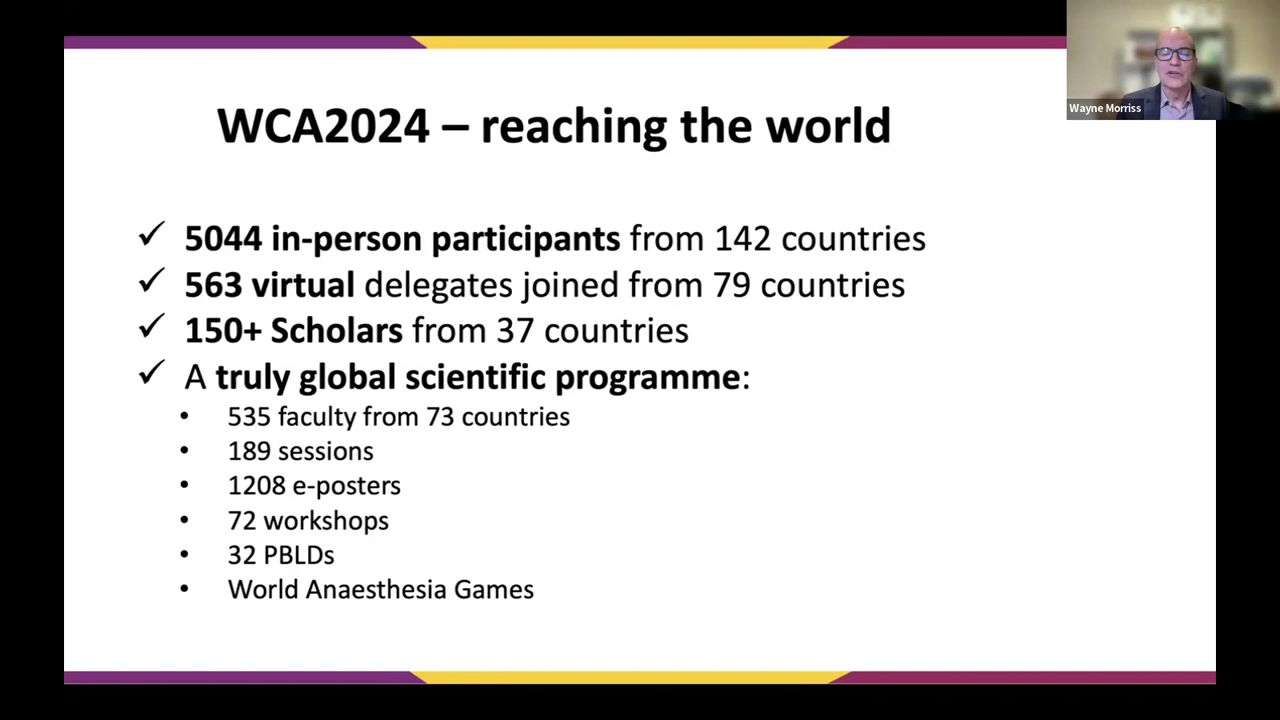 WCA2024 – reaching the world
Wayne Morriss
✓ 5044 in-person participants from 142 countries
✓ 563 virtual delegates joined from 79 countries
✓ 150+ Scholars from 37 countries
✓ A truly global scientific programme:
• 535 faculty from 73 countries
• 189 sessions
• 1208 e-posters
• 72 workshops
• 32 PBLDs
• World Anaesthesia Games